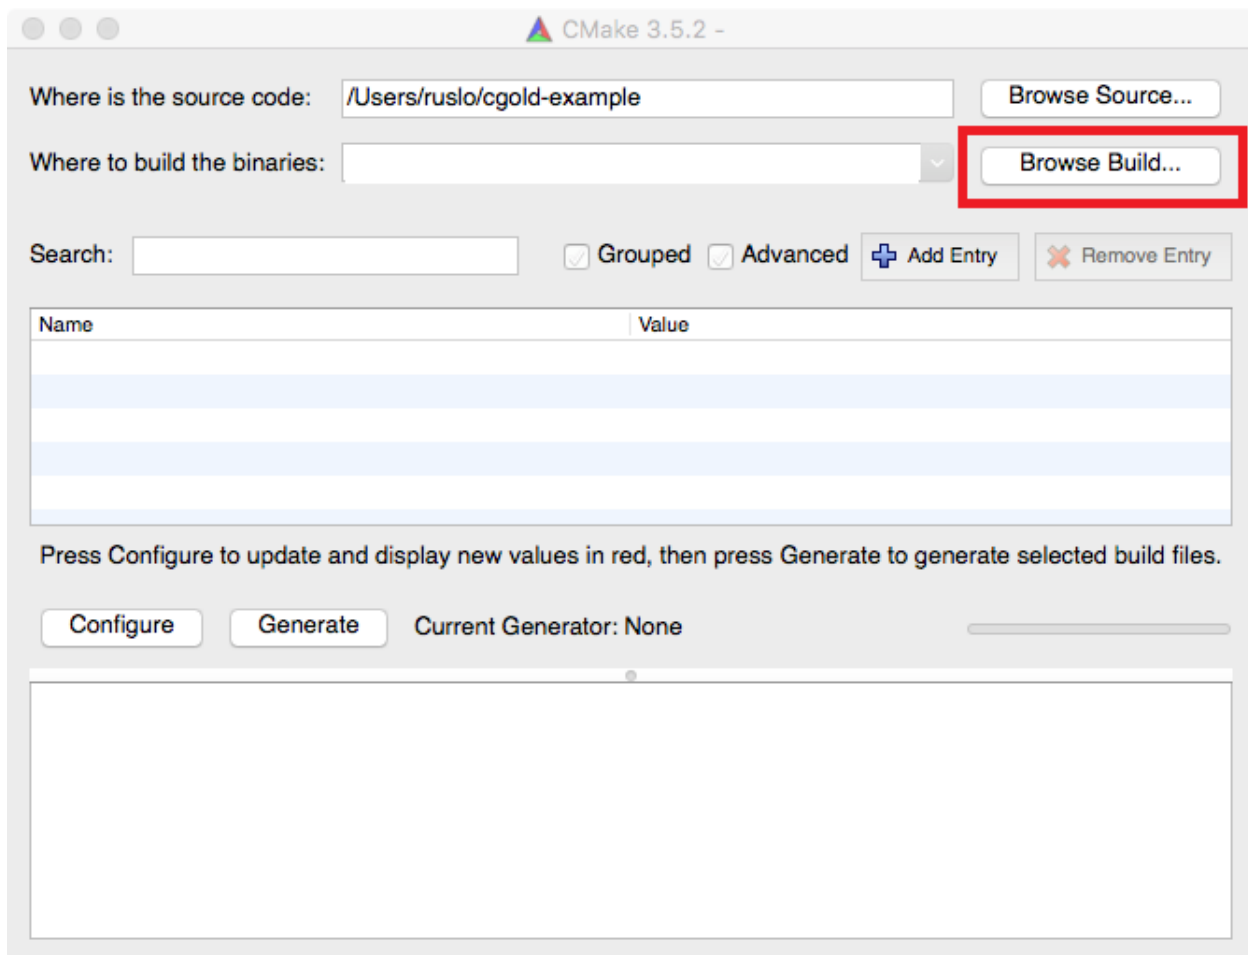 CMake 3.5.2 -
Where is the source code: /Users/ruslo/cgold-example Browse Source...
Where to build the binaries: Browse Build...
Search: Grouped Advanced Add Entry Remove Entry
Name Value
Press Configure to update and display new values in red, then press Generate to generate selected build files.
Configure Generate Current Generator: None